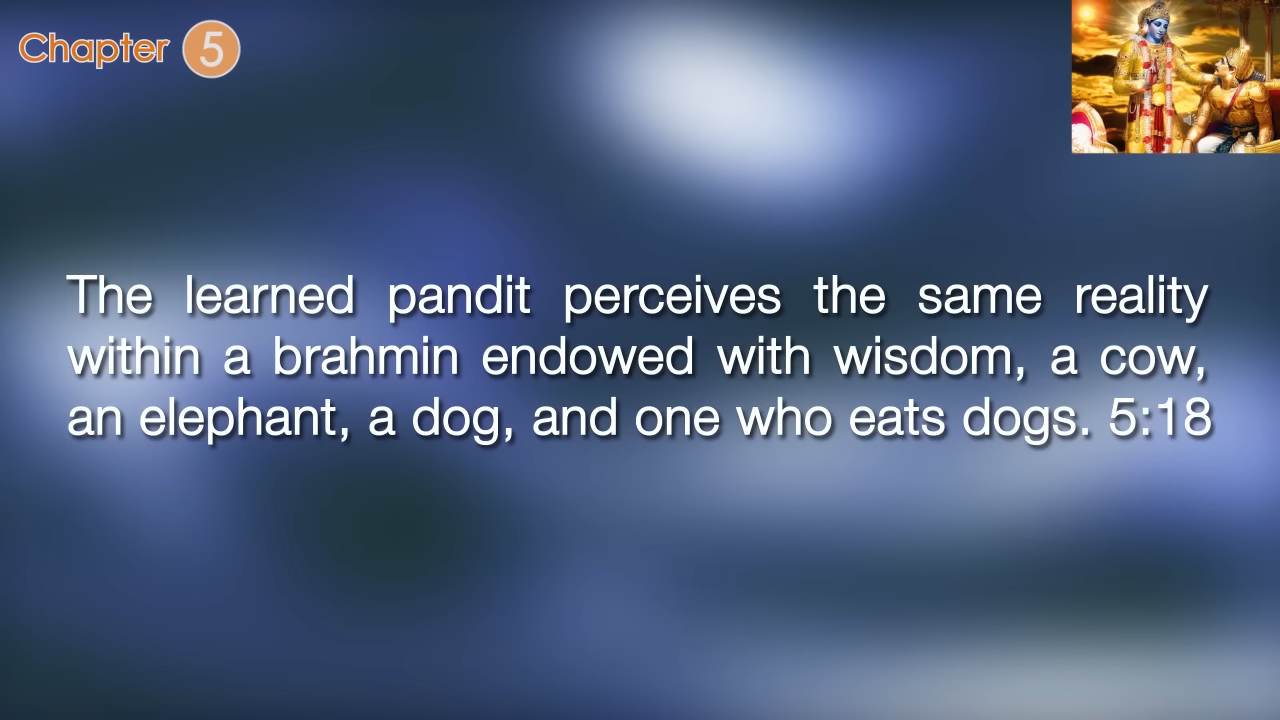 Chapter 5
The learned pandit perceives the same reality
within a brahmin endowed with wisdom, a cow,
an elephant, a dog, and one who eats dogs. 5:18